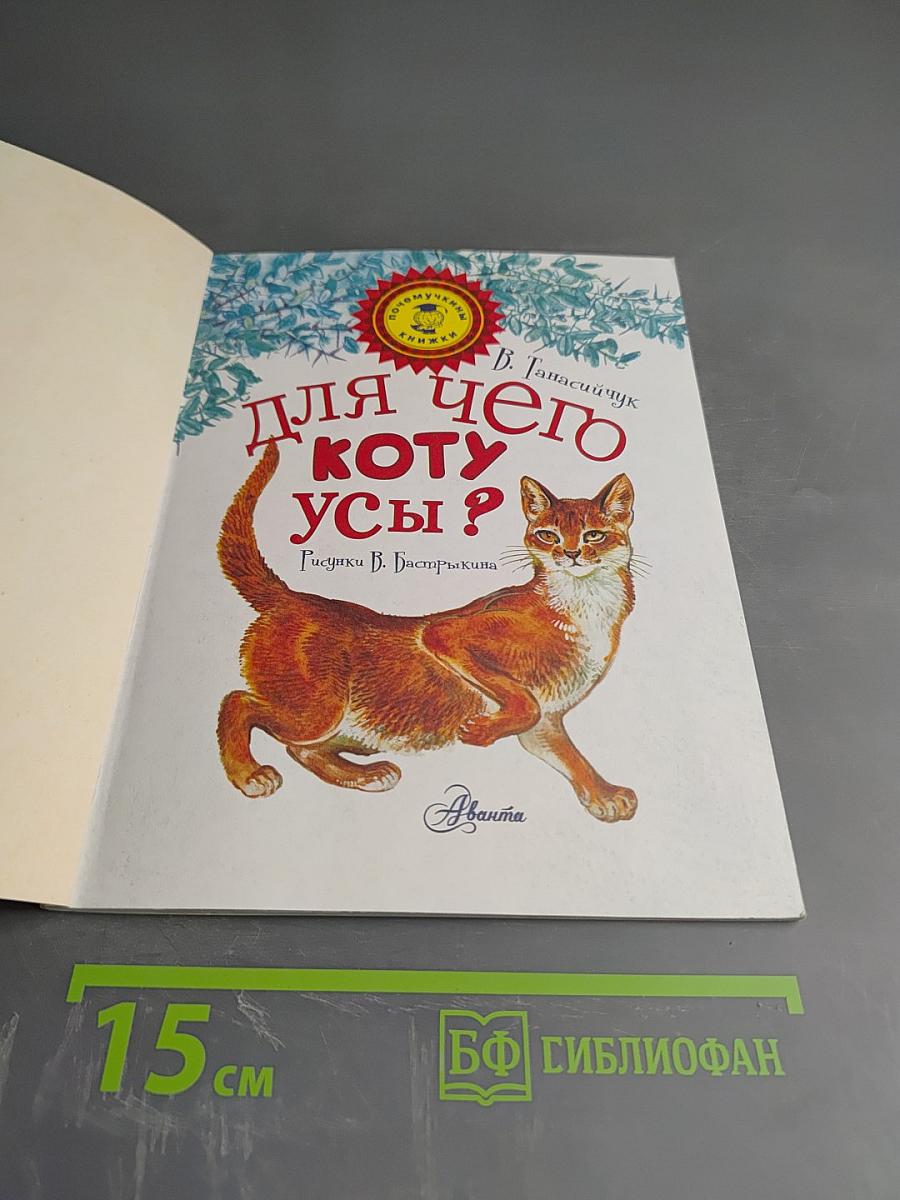 почемучкины
книжки
В. Танасийчук
для чего
коту
усы?
Рисунки В. Бастрыкина
Аванта
15 см
БФ БИБЛИОФАН